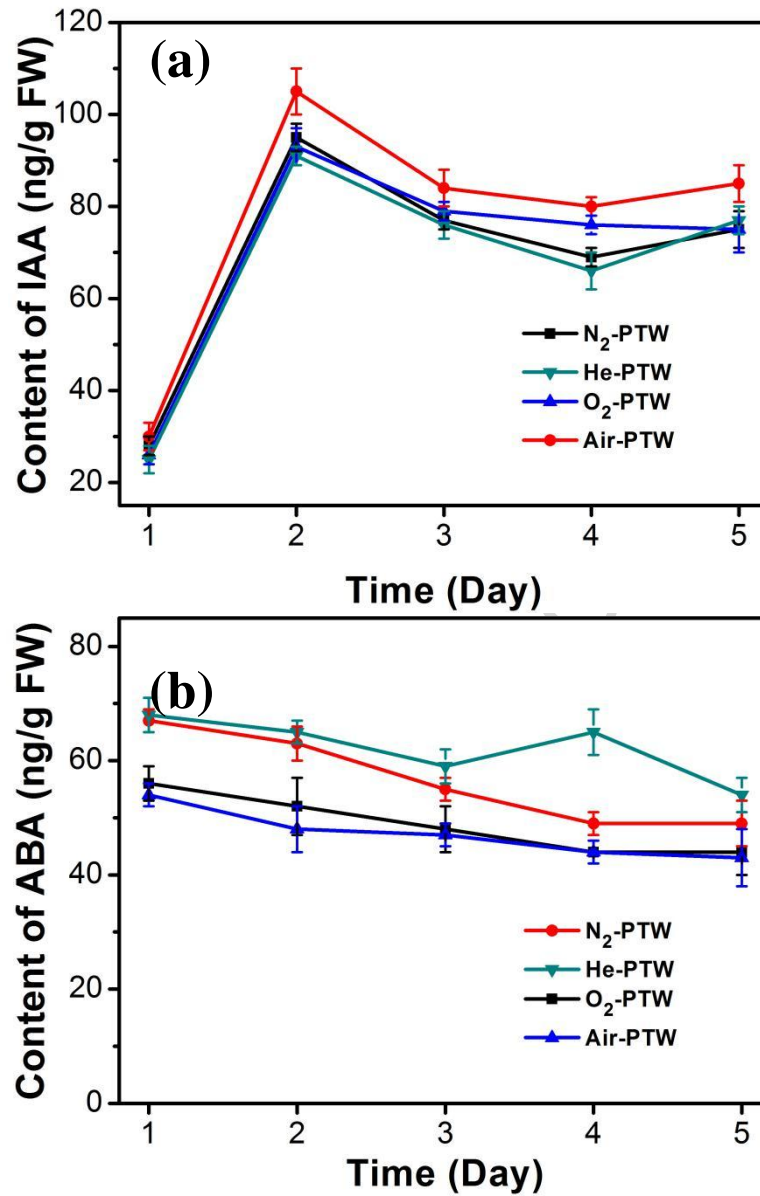 (a)
Content of IAA (ng/g FW)
120
100
80
60
40
20
N2-PTW
He-PTW
O2-PTW
Air-PTW
1 2 3 4 5
Time (Day)
(b)
Content of ABA (ng/g FW)
80
60
40
20
0
N2-PTW
He-PTW
O2-PTW
Air-PTW
1 2 3 4 5
Time (Day)